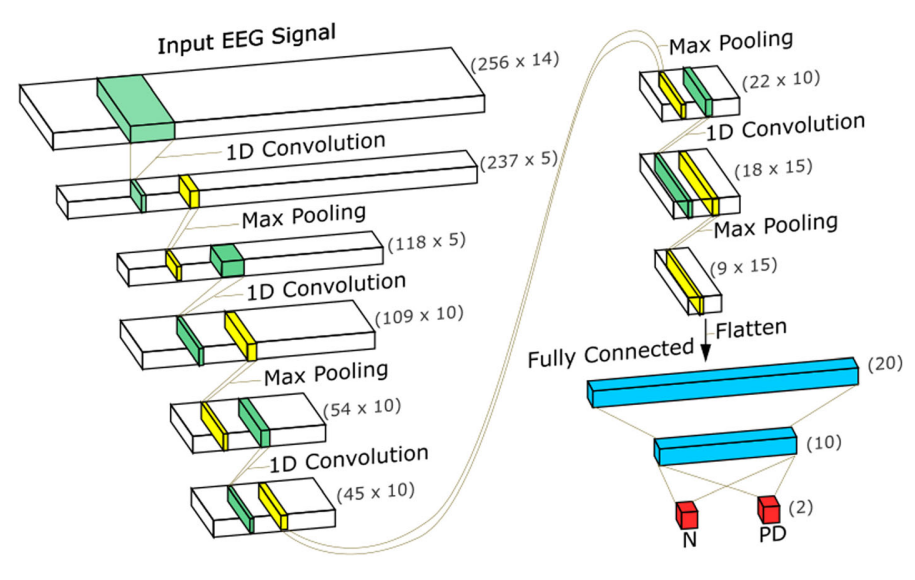 Input EEG Signal
(256 x 14)
1D Convolution
(237 x 5)
Max Pooling
(118 x 5)
1D Convolution
(109 x 10)
Max Pooling
(54 x 10)
1D Convolution
(45 x 10)
Max Pooling
(22 x 10)
1D Convolution
(18 x 15)
Max Pooling
(9 x 15)
Flatten
Fully Connected
(20)
(10)
(2)
N
PD